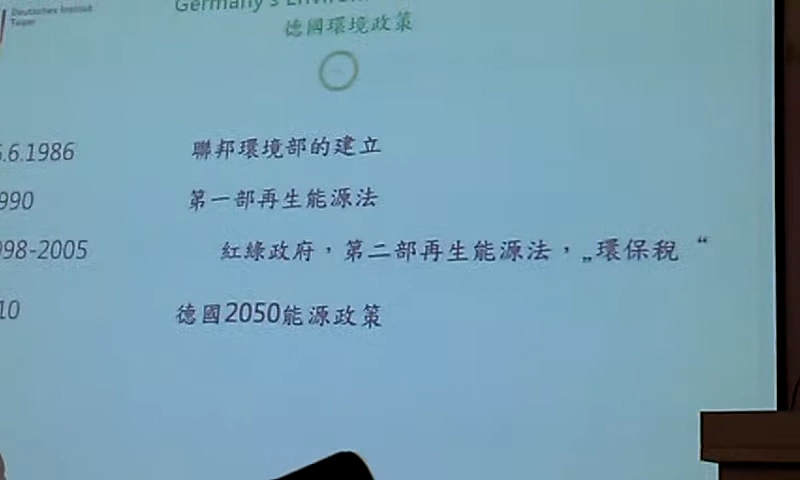 Deutsches Institut
Taipei
Germany's
德國環境政策
.6.1986 聯邦環境部的建立
990 第一部再生能源法
98-2005 紅綠政府，第二部再生能源法，„環保稅 “
10 德國2050能源政策